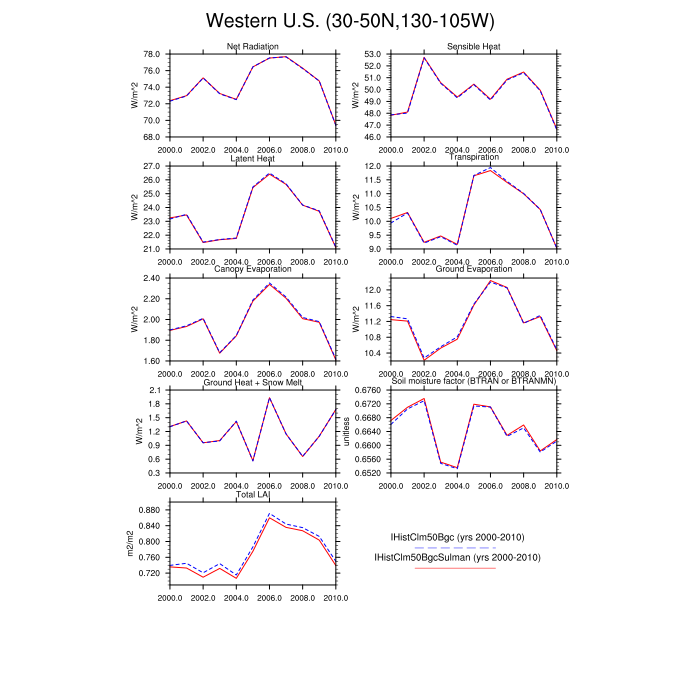 Western U.S. (30-50N,130-105W)
Net Radiation
78.0
76.0
74.0
72.0
70.0
68.0
W/m^2
2000.0 2002.0 2004.0 2006.0 2008.0 2010.0
Sensible Heat
53.0
52.0
51.0
50.0
49.0
48.0
47.0
46.0
W/m^2
2000.0 2002.0 2004.0 2006.0 2008.0 2010.0
Latent Heat
27.0
26.0
25.0
24.0
23.0
22.0
21.0
W/m^2
2000.0 2002.0 2004.0 2006.0 2008.0 2010.0
Transpiration
12.0
11.5
11.0
10.5
10.0
9.5
9.0
W/m^2
2000.0 2002.0 2004.0 2006.0 2008.0 2010.0
Canopy Evaporation
2.40
2.20
2.00
1.80
1.60
W/m^2
2000.0 2002.0 2004.0 2006.0 2008.0 2010.0
Ground Evaporation
12.0
11.6
11.2
10.8
10.4
W/m^2
2000.0 2002.0 2004.0 2006.0 2008.0 2010.0
Ground Heat + Snow Melt
2.1
1.8
1.5
1.2
0.9
0.6
0.3
W/m^2
2000.0 2002.0 2004.0 2006.0 2008.0 2010.0
Soil moisture factor (BTRAN or BTRANMN)
0.6760
0.6720
0.6680
0.6640
0.6600
0.6560
0.6520
unitless
2000.0 2002.0 2004.0 2006.0 2008.0 2010.0
Total LAI
0.880
0.840
0.800
0.760
0.720
m2/m2
2000.0 2002.0 2004.0 2006.0 2008.0 2010.0
IHistClm50Bgc (yrs 2000-2010)
IHistClm50BgcSulman (yrs 2000-2010)